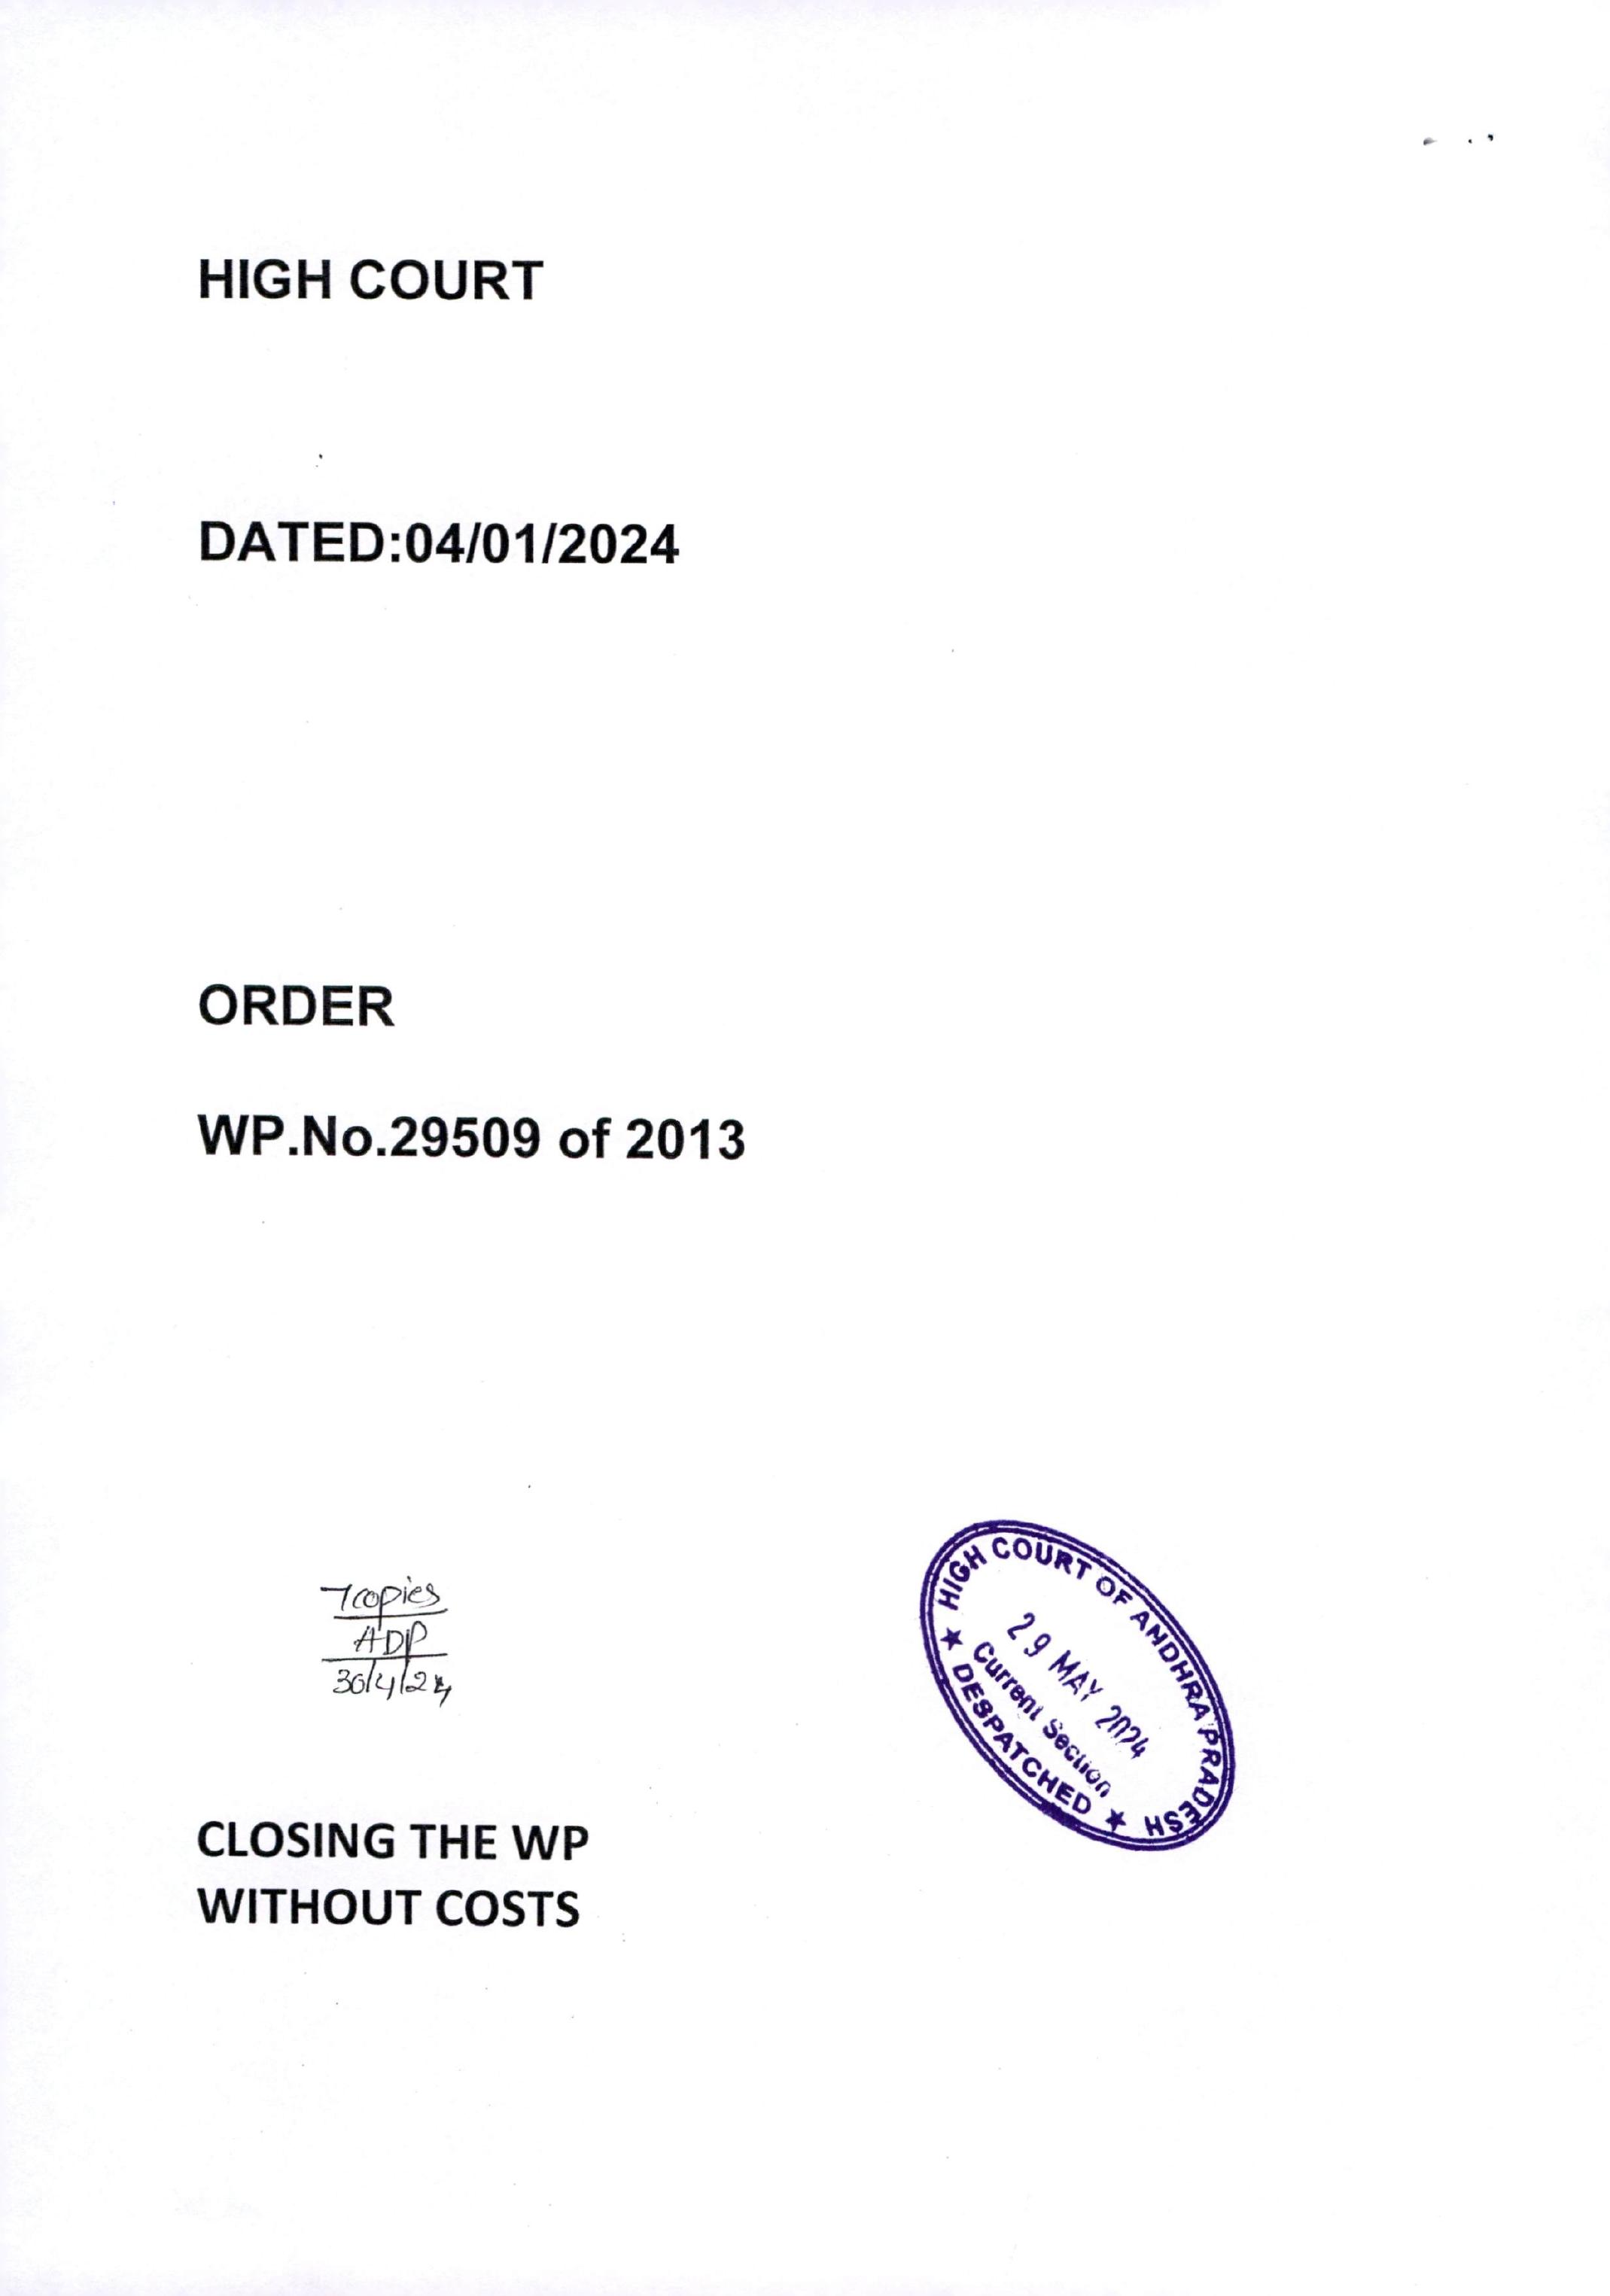 HIGH COURT
DATED:04/01/2024
ORDER
WP.No.29509 of 2013
7copies
ADP
30/4/24
HIGH COURT OF ANDHRA PRADESH
29 MAY 2024
Current Section
★ DESPATCHED ★
CLOSING THE WP
WITHOUT COSTS